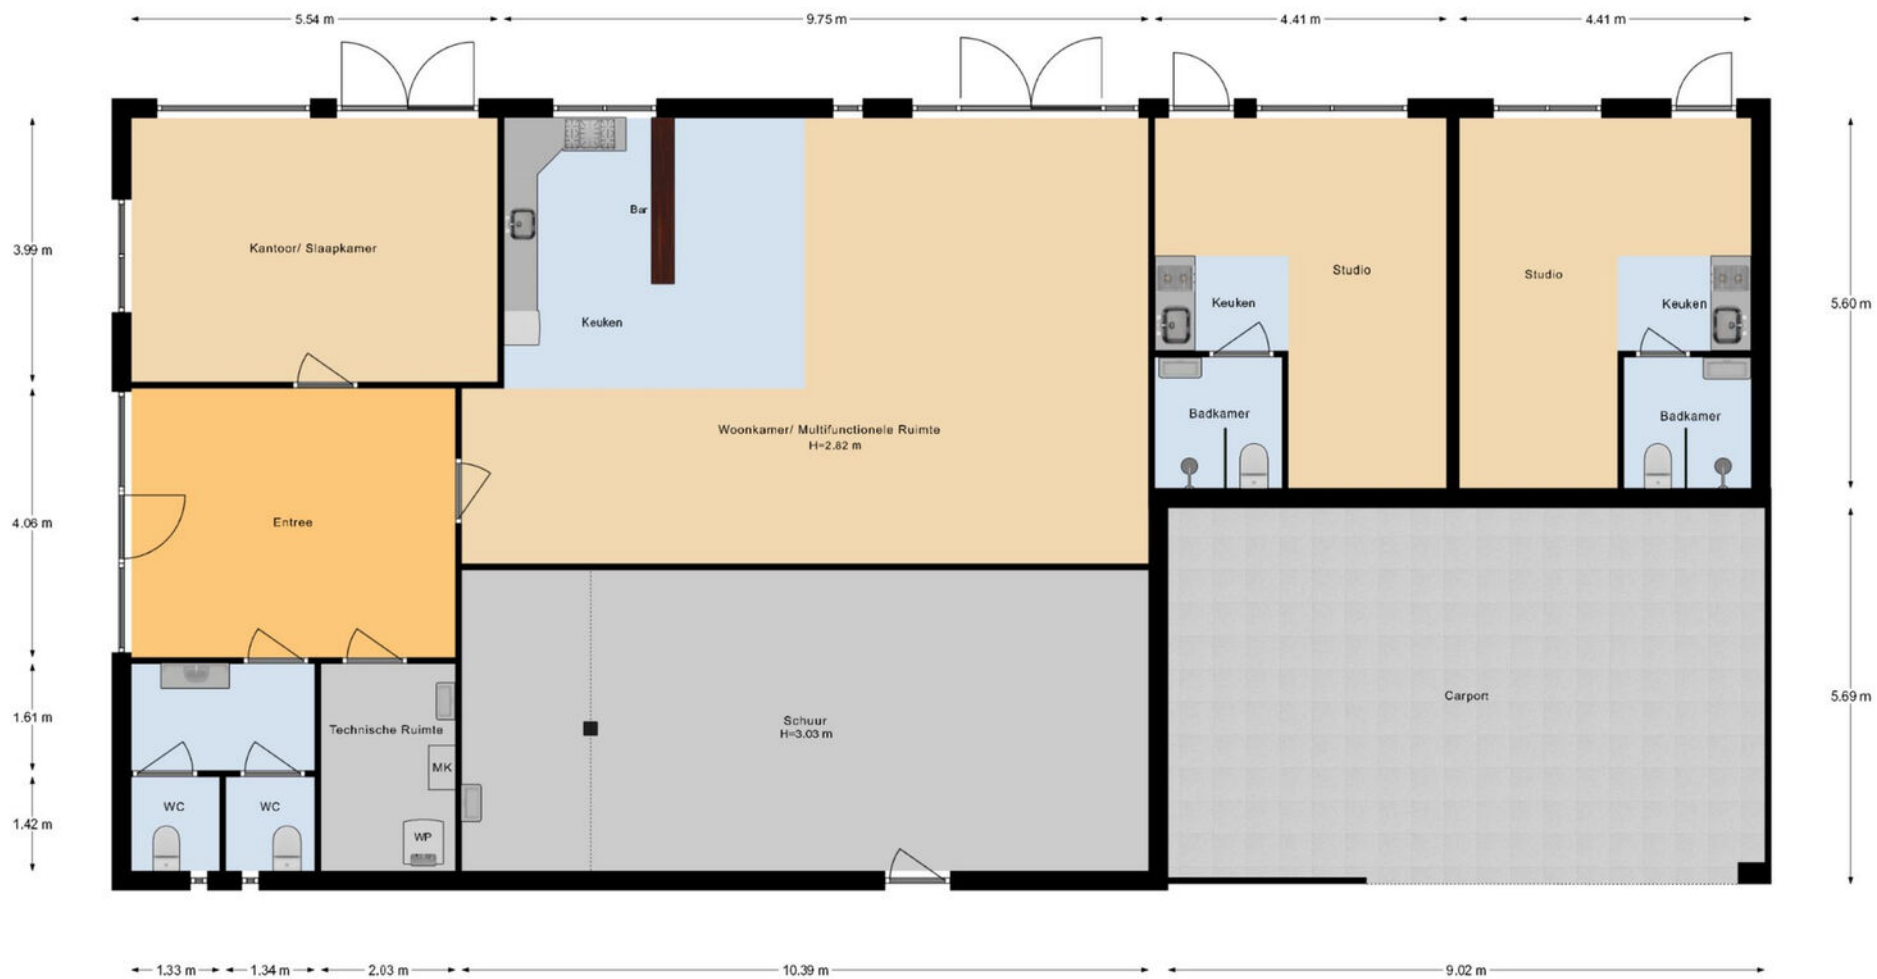 5.54 m
9.75 m
4.41 m
4.41 m
3.99 m
Kantoor/ Slaapkamer
Bar
Keuken
Studio
Keuken
Studio
Keuken
5.60 m
Badkamer
Badkamer
Woonkamer/ Multifunctionele Ruimte
H=2.82 m
4.06 m
Entree
1.61 m
Technische Ruimte
MK
Schuur
H=3.03 m
Carport
5.69 m
1.42 m
WC
WC
WP
1.33 m
1.34 m
2.03 m
10.39 m
9.02 m